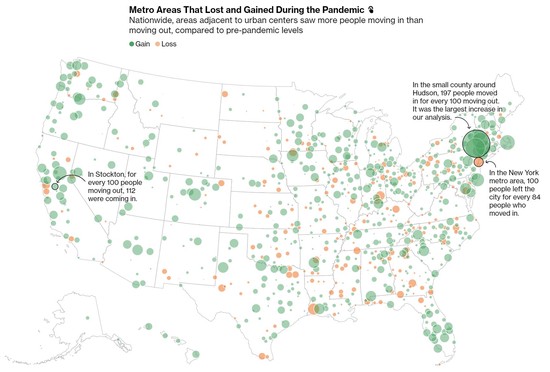 Metro Areas That Lost and Gained During the Pandemic
Nationwide, areas adjacent to urban centers saw more people moving in than
moving out, compared to pre-pandemic levels
Gain Loss
In the small county around
Hudson, 197 people moved
in for every 100 moving out.
It was the largest increase in
our analysis.
In Stockton, for
every 100 people
moving out, 112
were coming in.
In the New York
metro area, 100
people left the
city for every 84
people who
moved in.